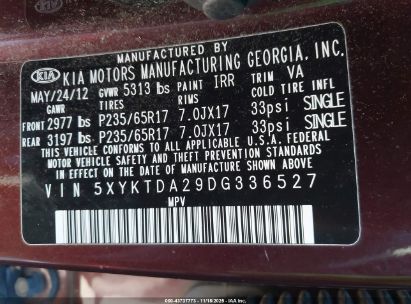 MANUFACTURED BY
KIA KIA MOTORS MANUFACTURING GEORGIA, INC.
MAY/24/12 GVWR 5313 lbs PAINT IRR TRIM VA
GAWR TIRES RIMS COLD TIRE INFL
FRONT 2977 lbs P235/65R17 7.0JX17 33psi SINGLE
REAR 3197 lbs P235/65R17 7.0JX17 33psi SINGLE
THIS VEHICLE CONFORMS TO ALL APPLICABLE U.S. FEDERAL MOTOR VEHICLE
SAFETY AND THEFT PREVENTION STANDARDS IN EFFECT ON
THE DATE OF MANUFACTURE SHOWN ABOVE.
VIN 5XYKTDA29DG336527
MPV